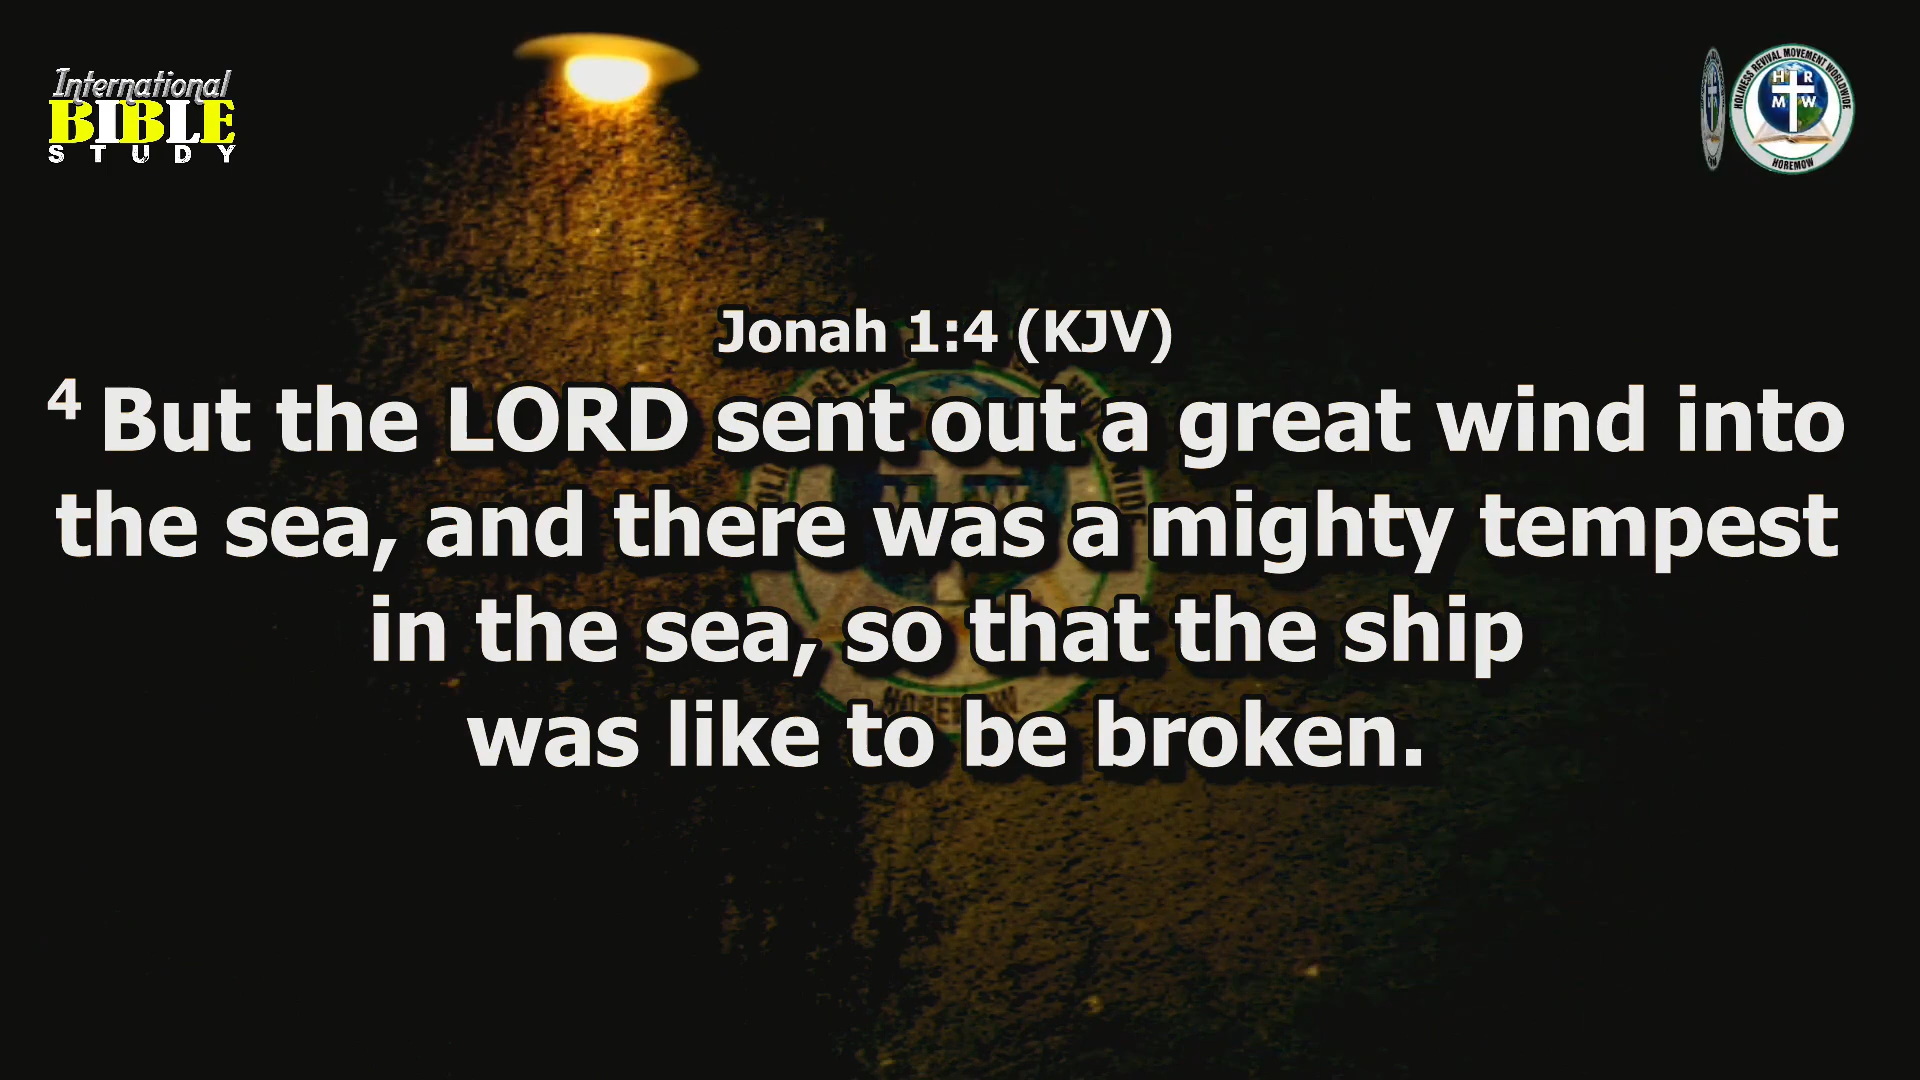 International
BIBLE
STUDY
HOLINESS REVIVAL MOVEMENT WORLDWIDE
H R
M W
HOREMOW
Jonah 1:4 (KJV)
4 But the LORD sent out a great wind into
the sea, and there was a mighty tempest
in the sea, so that the ship
was like to be broken.